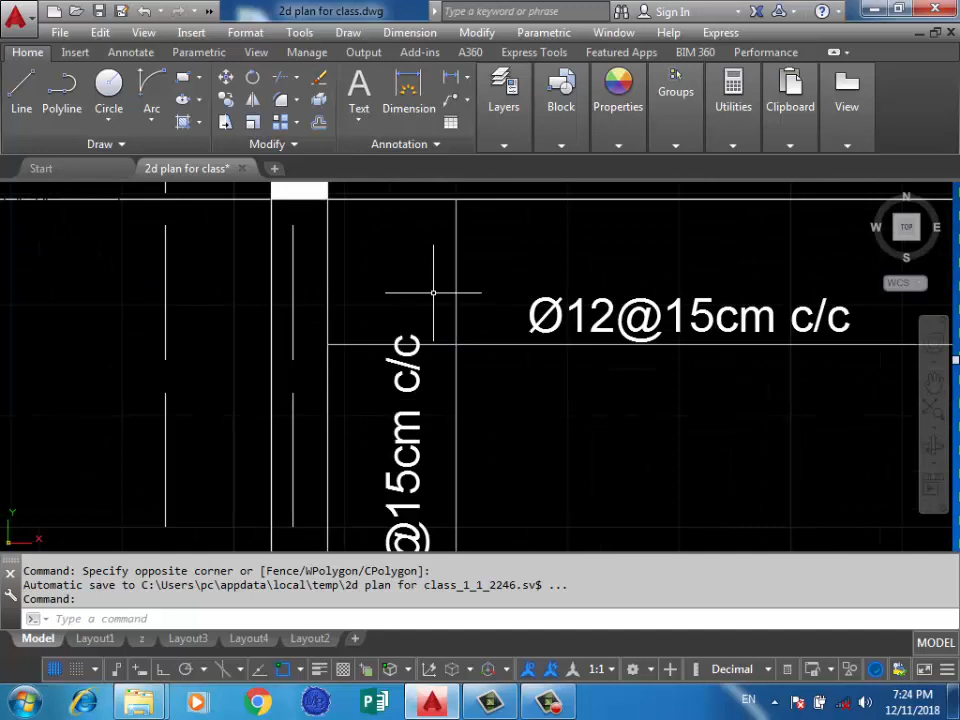 2d plan for class.dwg
Type a keyword or phrase
Sign In
File Edit View Insert Format Tools Draw Dimension Modify Parametric Window Help Express
Home Insert Annotate Parametric View Manage Output Add-ins A360 Express Tools Featured Apps BIM 360 Performance
Line Polyline Circle Arc Text Dimension Layers Block Properties Groups Utilities Clipboard View
Draw Modify Annotation
Start 2d plan for class*
N
W TOP E
S
WCS
Ø12@15cm c/c
@15cm c/c
Y
X
Command: Specify opposite corner or [Fence/WPolygon/CPolygon]:
Automatic save to C:\Users\pc\appdata\local\temp\2d plan for class_1_1_2246.sv$ ...
Command:
Type a command
Model Layout1 z Layout3 Layout4 Layout2
MODEL
1:1 Decimal
EN
7:24 PM
12/11/2018